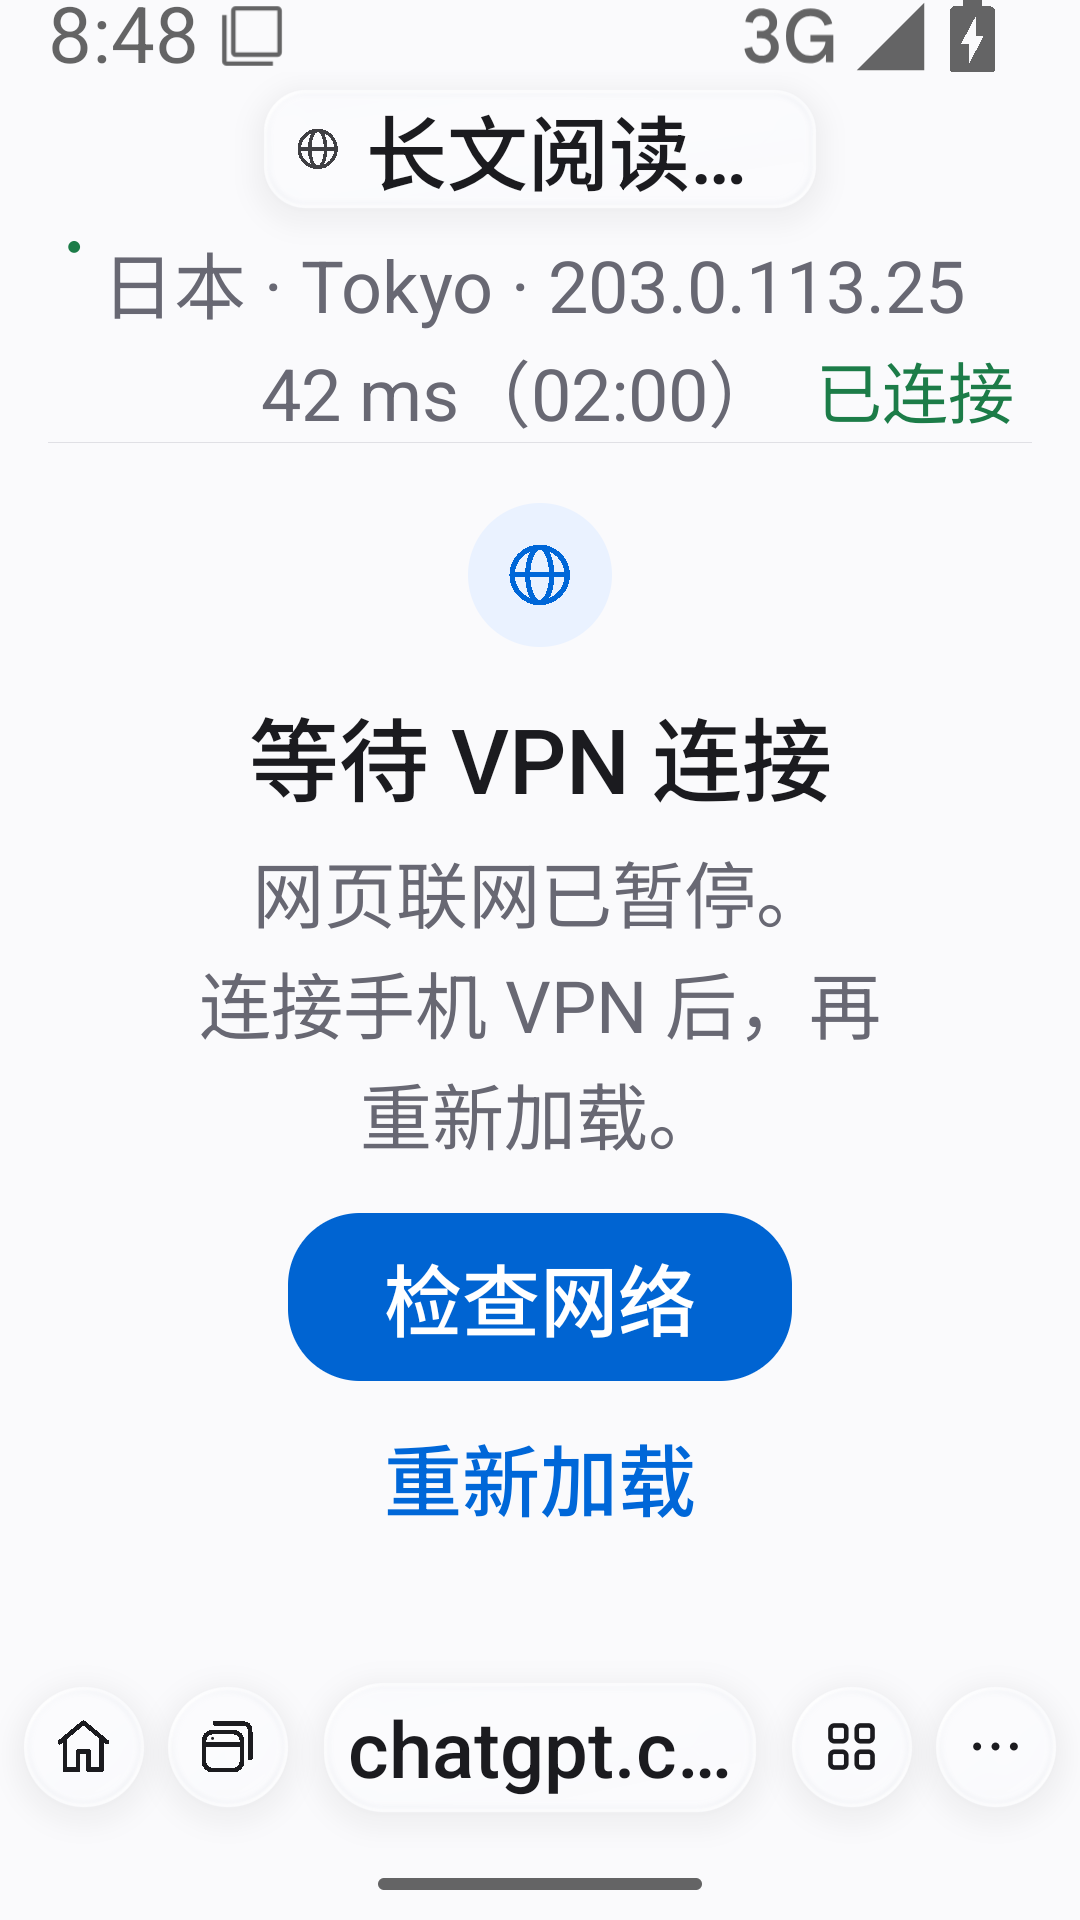 8:48 3G
长文阅读…
日本 · Tokyo · 203.0.113.25
42 ms（02:00） 已连接
等待 VPN 连接
网页联网已暂停。
连接手机 VPN 后，再
重新加载。
检查网络
重新加载
chatgpt.c…